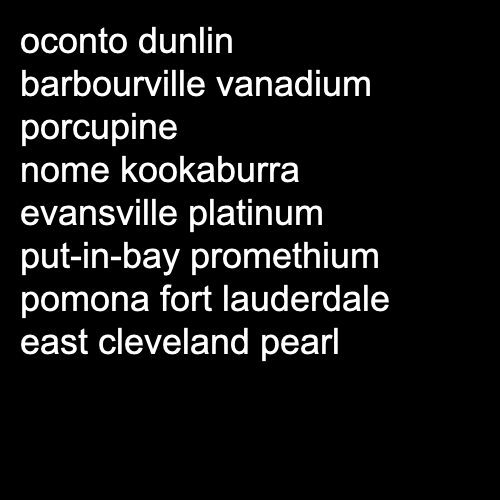 oconto dunlin
barbourville vanadium
porcupine
nome kookaburra
evansville platinum
put-in-bay promethium
pomona fort lauderdale
east cleveland pearl